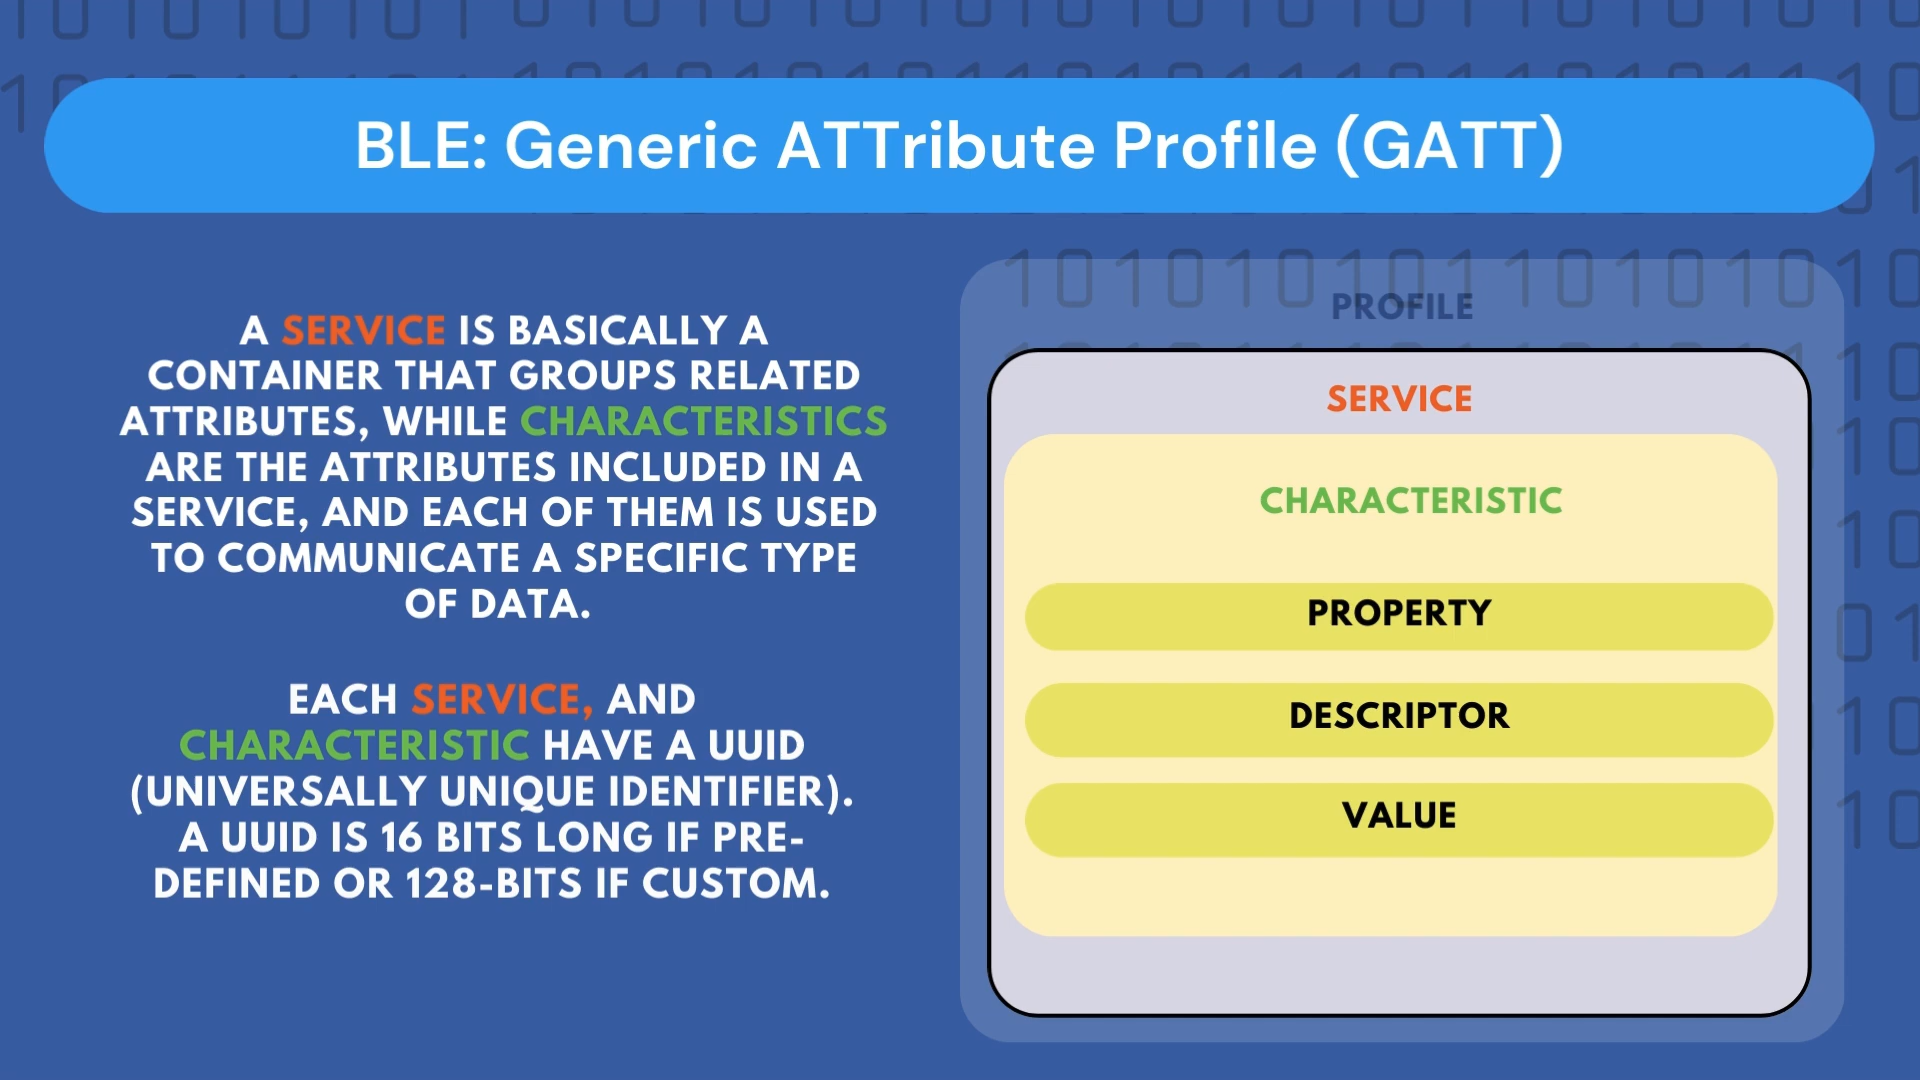 BLE: Generic ATTribute Profile (GATT)
A SERVICE IS BASICALLY A
CONTAINER THAT GROUPS RELATED
ATTRIBUTES, WHILE CHARACTERISTICS
ARE THE ATTRIBUTES INCLUDED IN A
SERVICE, AND EACH OF THEM IS USED
TO COMMUNICATE A SPECIFIC TYPE
OF DATA.
EACH SERVICE, AND
CHARACTERISTIC HAVE A UUID
(UNIVERSALLY UNIQUE IDENTIFIER).
A UUID IS 16 BITS LONG IF PRE-
DEFINED OR 128-BITS IF CUSTOM.
PROFILE
SERVICE
CHARACTERISTIC
PROPERTY
DESCRIPTOR
VALUE